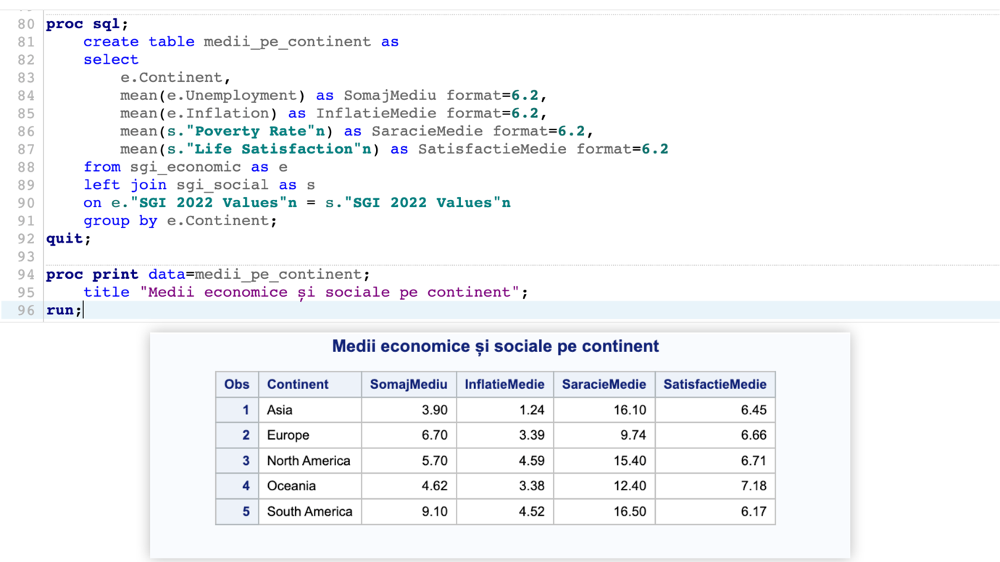 80 proc sql;
81 create table medii_pe_continent as
82 select
83 e.Continent,
84 mean(e.Unemployment) as SomajMediu format=6.2,
85 mean(e.Inflation) as InflatieMedie format=6.2,
86 mean(s."Poverty Rate"n) as SaracieMedie format=6.2,
87 mean(s."Life Satisfaction"n) as SatisfactieMedie format=6.2
88 from sgi_economic as e
89 left join sgi_social as s
90 on e."SGI 2022 Values"n = s."SGI 2022 Values"n
91 group by e.Continent;
92 quit;
93
94 proc print data=medii_pe_continent;
95 title "Medii economice și sociale pe continent";
96 run;
Medii economice și sociale pe continent
Obs Continent SomajMediu InflatieMedie SaracieMedie SatisfactieMedie
1 Asia 3.90 1.24 16.10 6.45
2 Europe 6.70 3.39 9.74 6.66
3 North America 5.70 4.59 15.40 6.71
4 Oceania 4.62 3.38 12.40 7.18
5 South America 9.10 4.52 16.50 6.17